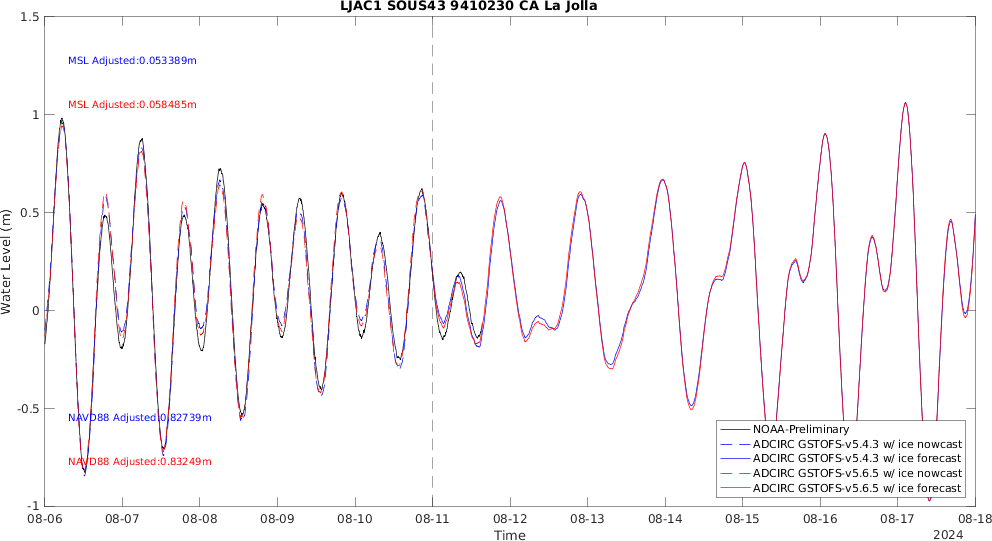 LJAC1 SOUS43 9410230 CA La Jolla
1.5
MSL Adjusted:0.053389m
MSL Adjusted:0.058485m
1
0.5
Water Level (m)
0
-0.5
NAVD88 Adjusted:0.82739m
NAVD88 Adjusted:0.83249m
-1
NOAA-Preliminary
ADCIRC GSTOFS-v5.4.3 w/ ice nowcast
ADCIRC GSTOFS-v5.4.3 w/ ice forecast
ADCIRC GSTOFS-v5.6.5 w/ ice nowcast
ADCIRC GSTOFS-v5.6.5 w/ ice forecast
08-06 08-07 08-08 08-09 08-10 08-11 08-12 08-13 08-14 08-15 08-16 08-17 08-18
Time
2024